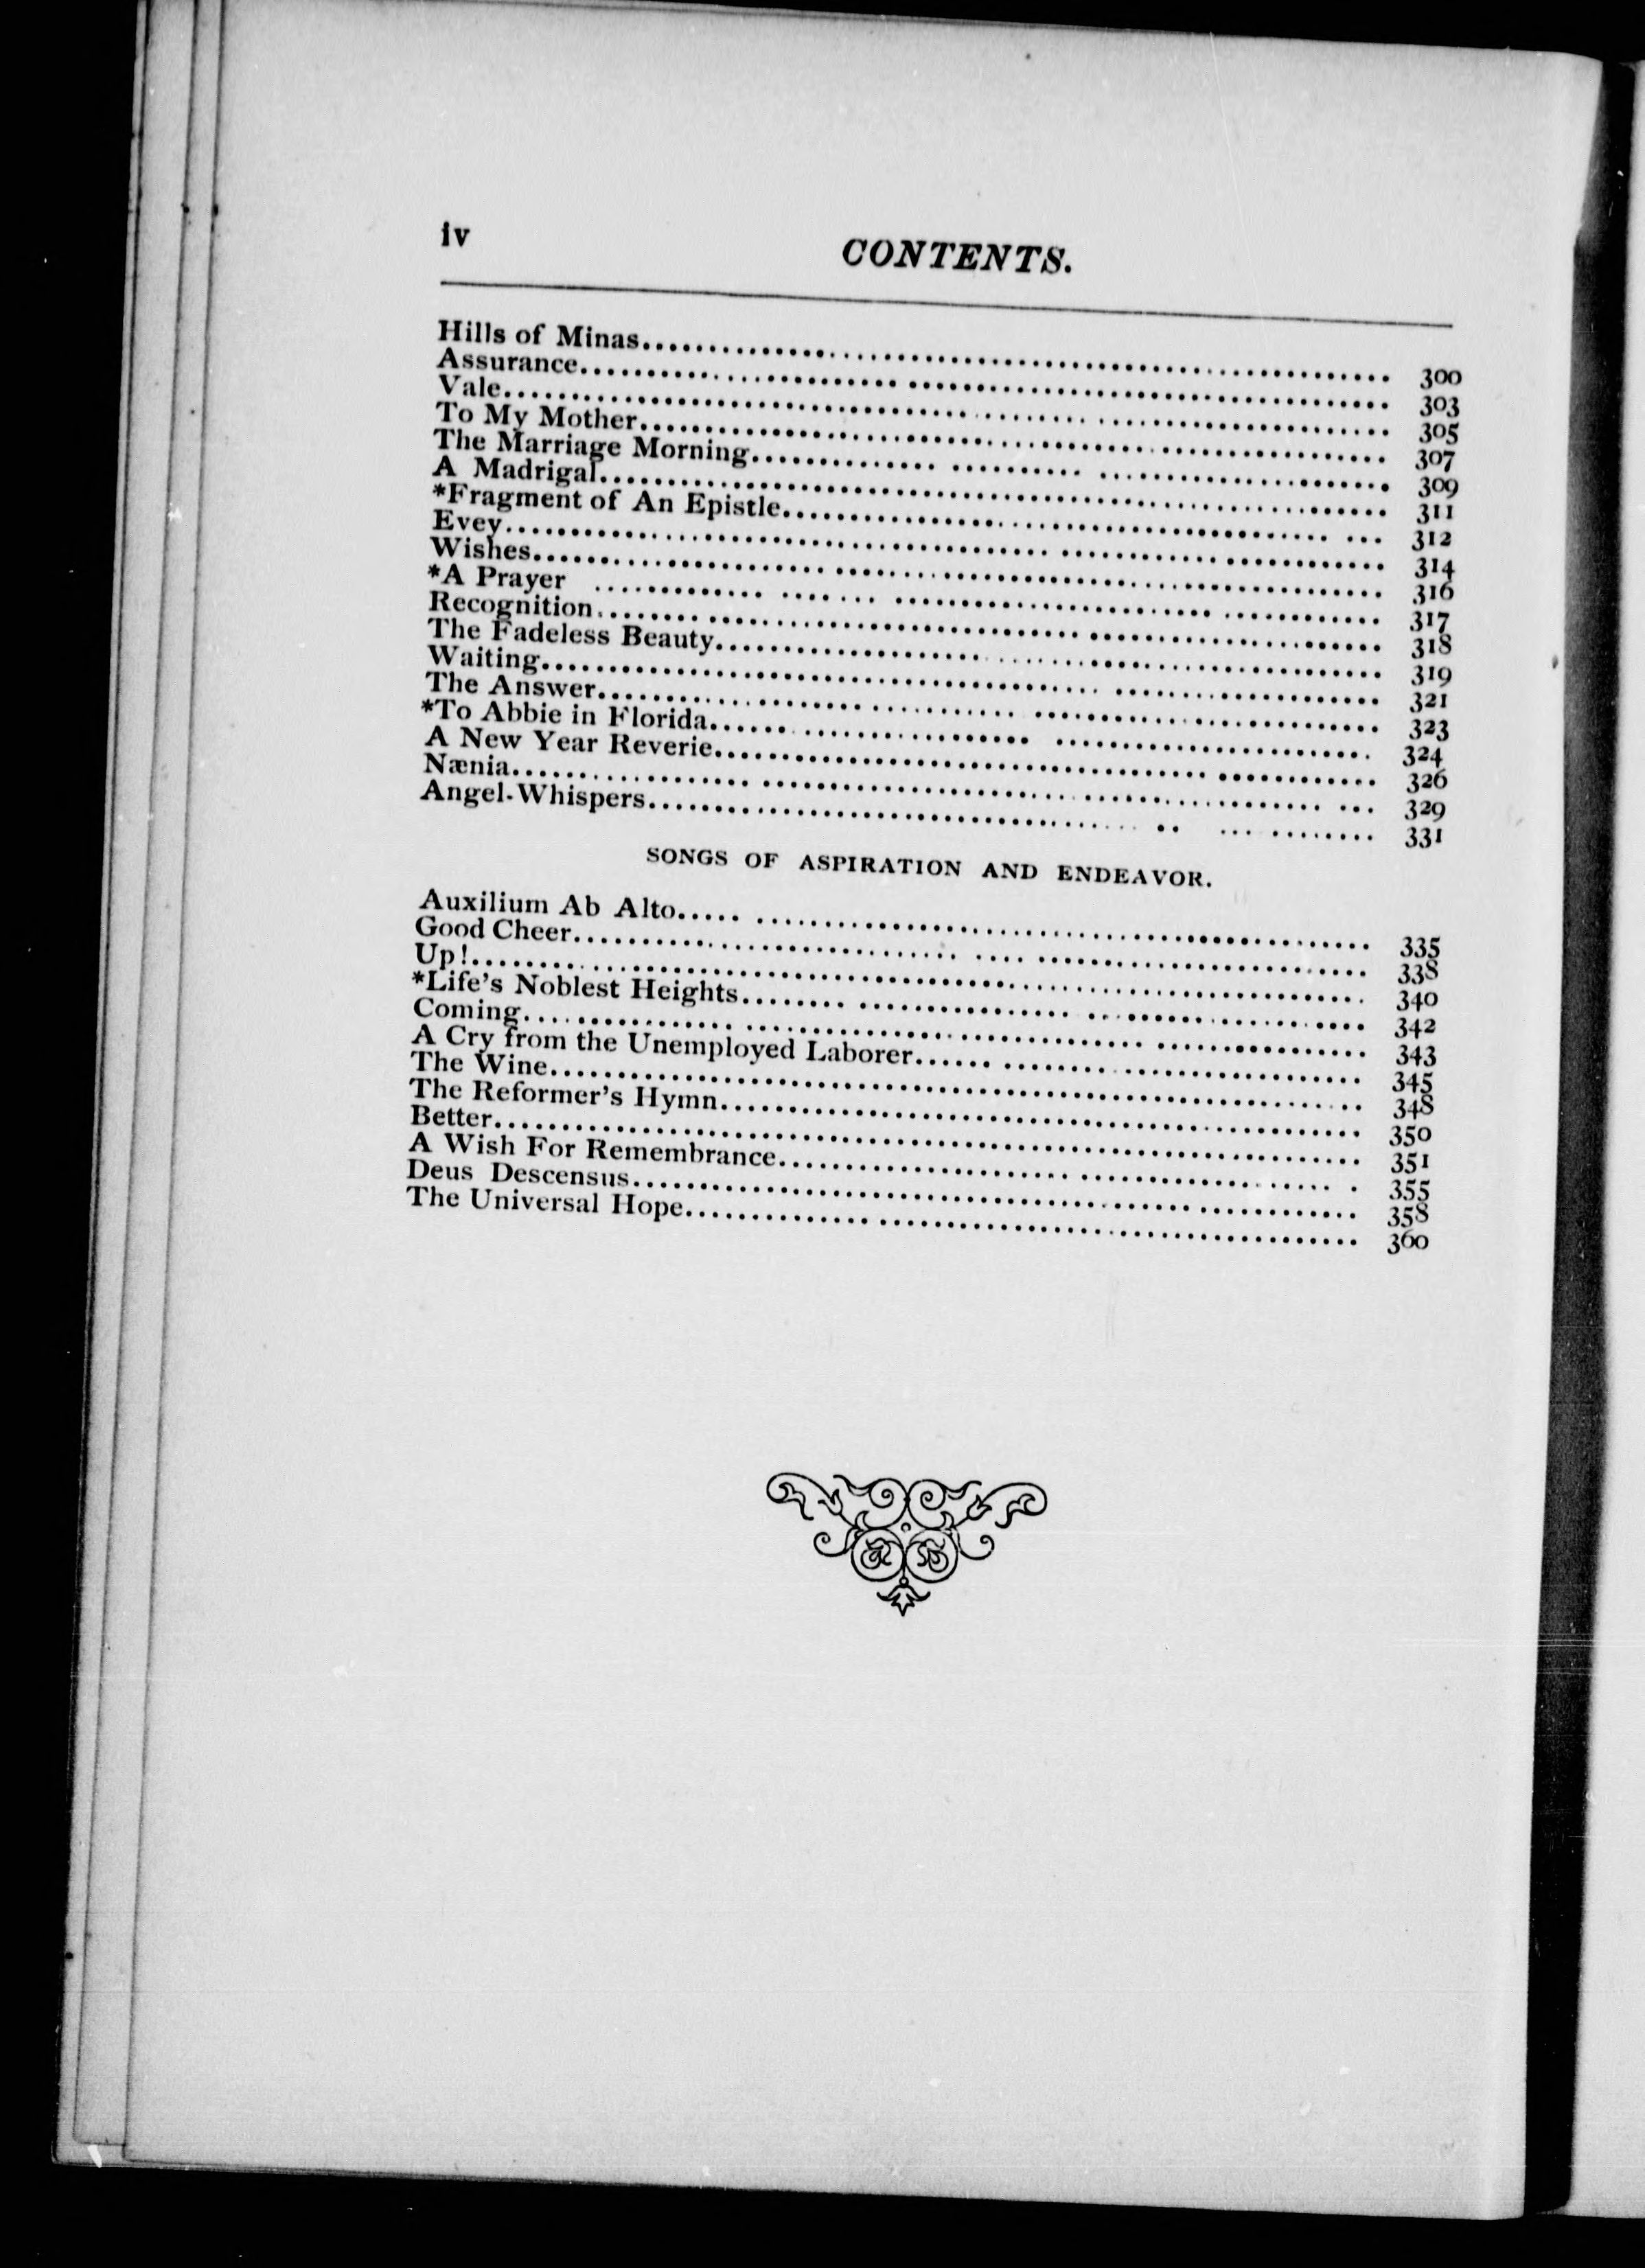 iv
CONTENTS.
Hills of Minas........ 300
Assurance........ 303
Vale........ 305
To My Mother........ 307
The Marriage Morning........ 309
A Madrigal........ 311
*Fragment of An Epistle........ 312
Evey........ 314
Wishes........ 316
*A Prayer ........ 317
Recognition........ 318
The Fadeless Beauty........ 319
Waiting........ 321
The Answer........ 323
*To Abbie in Florida........ 324
A New Year Reverie........ 326
Nænia........ 329
Angel-Whispers........ 331
SONGS OF ASPIRATION AND ENDEAVOR.
Auxilium Ab Alto........ 335
Good Cheer........ 338
Up!........ 340
*Life's Noblest Heights........ 342
Coming........ 343
A Cry from the Unemployed Laborer........ 345
The Wine........ 348
The Reformer's Hymn........ 350
Better........ 351
A Wish For Remembrance........ 355
Deus Descensus........ 358
The Universal Hope........ 360